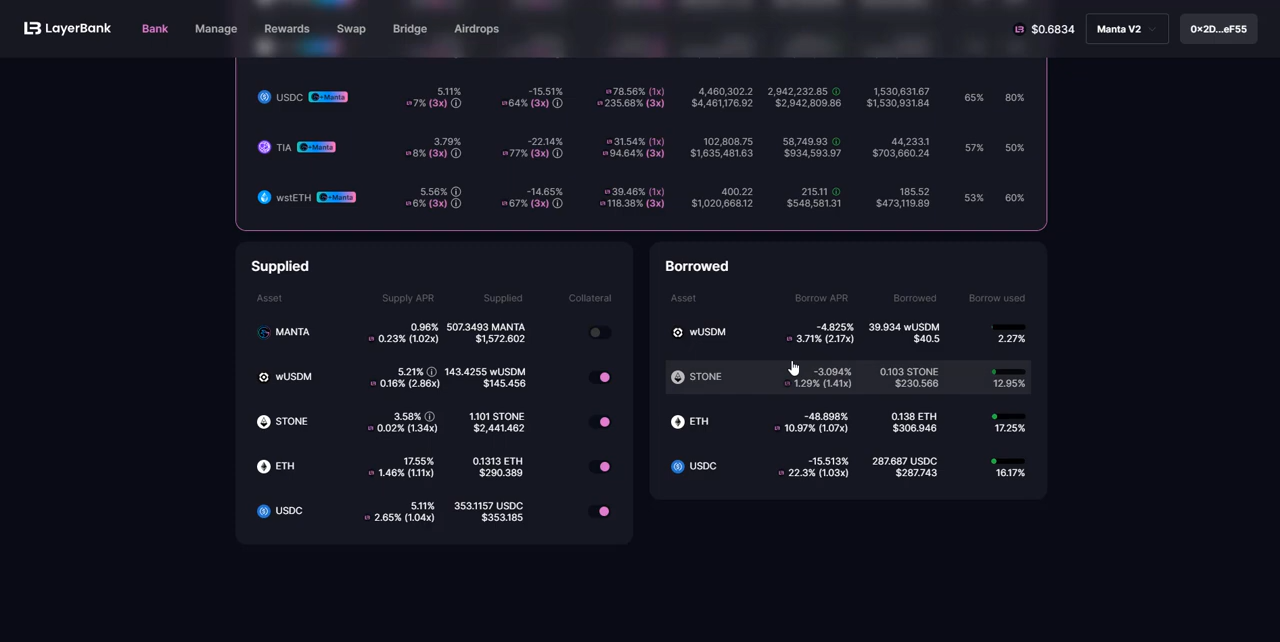 LayerBank Bank Manage Rewards Swap Bridge Airdrops $0.6834 Manta V2 0x2D...eF55
USDC +Manta 5.11% -15.51% 78.56% (1x) 4,460,302.2 2,942,232.85 1,530,631.67 65% 80%
7% (3x) 64% (3x) 235.68% (3x) $4,461,176.92 $2,942,809.86 $1,530,931.84
TIA +Manta 3.79% -22.14% 31.54% (1x) 102,808.75 58,749.93 44,233.1 57% 50%
8% (3x) 77% (3x) 94.64% (3x) $1,635,481.63 $934,593.97 $703,660.24
wstETH +Manta 5.56% -14.65% 39.46% (1x) 400.22 215.11 185.52 53% 60%
6% (3x) 67% (3x) 118.38% (3x) $1,020,668.12 $548,581.31 $473,119.89
Supplied
Asset Supply APR Supplied Collateral
MANTA 0.96% 507.3493 MANTA
0.23% (1.02x) $1,572.602
wUSDM 5.21% 143.4255 wUSDM
0.16% (2.86x) $145.456
STONE 3.58% 1.101 STONE
0.02% (1.34x) $2,441.462
ETH 17.55% 0.1313 ETH
1.46% (1.11x) $290.389
USDC 5.11% 353.1157 USDC
2.65% (1.04x) $353.185
Borrowed
Asset Borrow APR Borrowed Borrow used
wUSDM -4.825% 39.934 wUSDM
3.71% (2.17x) $40.5 2.27%
STONE -3.094% 0.103 STONE
1.29% (1.41x) $230.566 12.95%
ETH -48.898% 0.138 ETH
10.97% (1.07x) $306.946 17.25%
USDC -15.513% 287.687 USDC
22.3% (1.03x) $287.743 16.17%